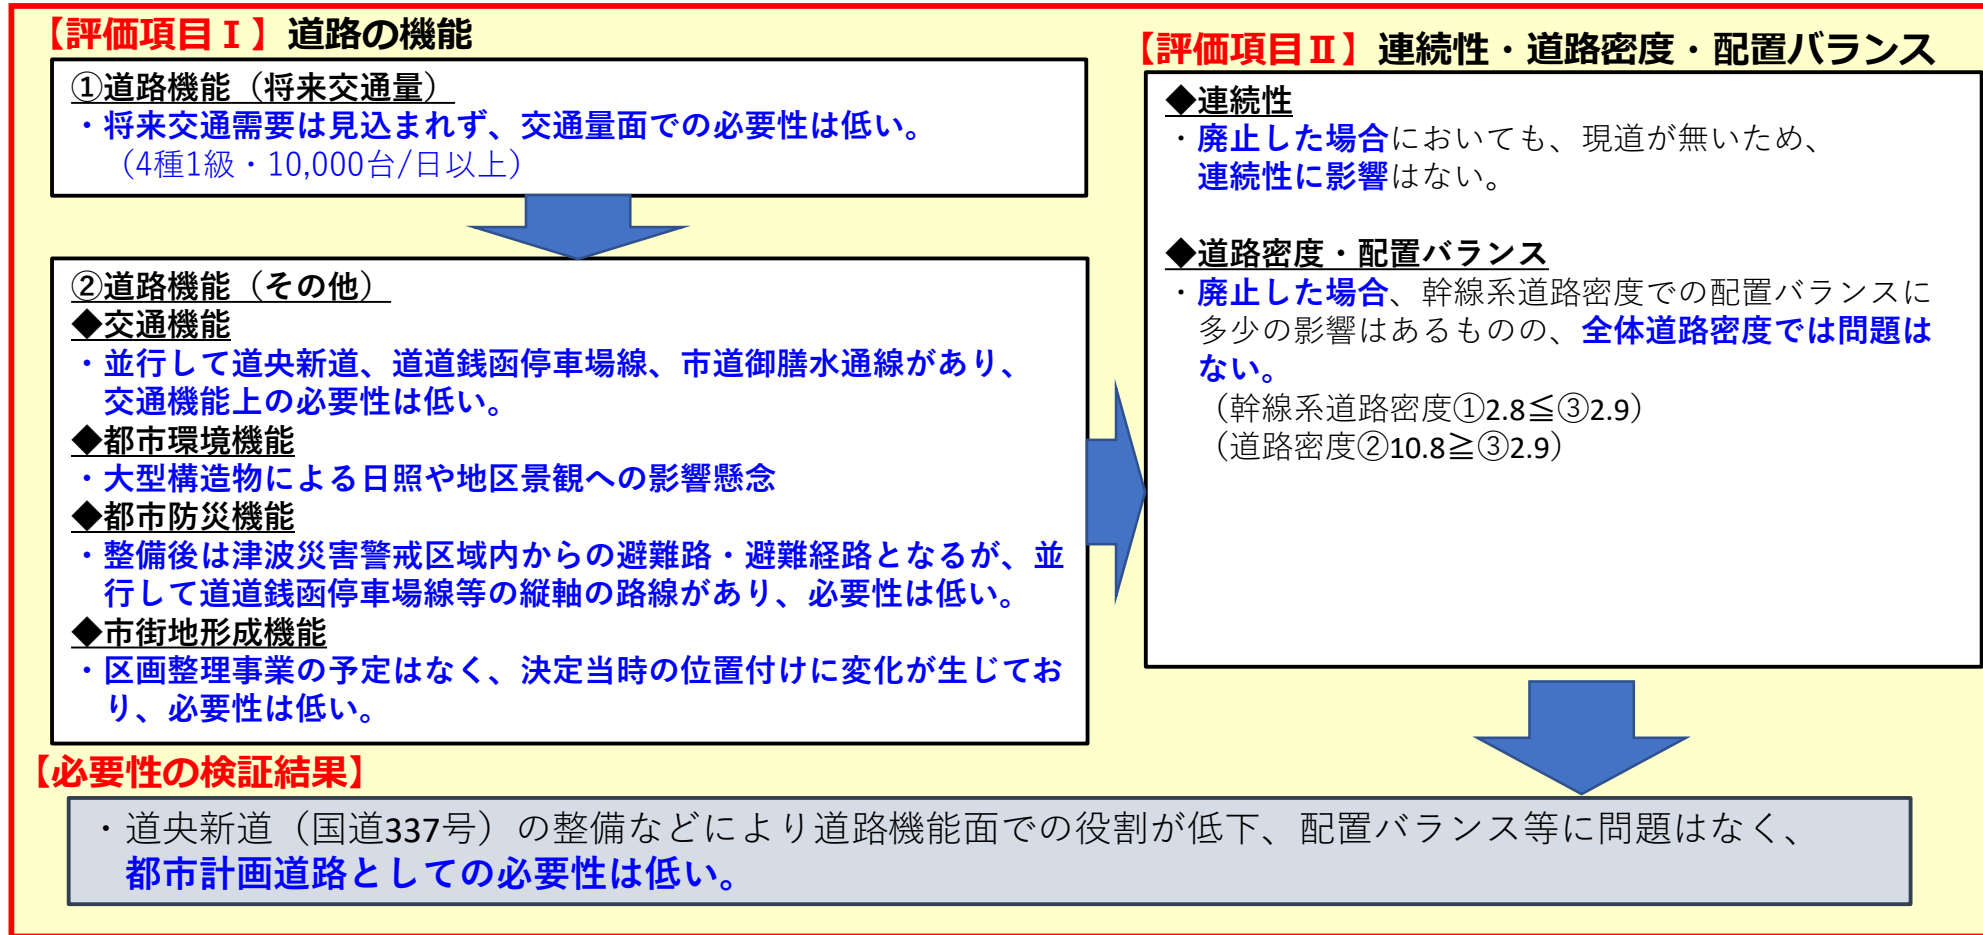 【評価項目Ⅰ】道路の機能
①道路機能（将来交通量）
・将来交通需要は見込まれず、交通量面での必要性は低い。
（4種1級・10,000台/日以上）
②道路機能（その他）
◆交通機能
・並行して道央新道、道道銭函停車場線、市道御膳水通線があり、
交通機能上の必要性は低い。
◆都市環境機能
・大型構造物による日照や地区景観への影響懸念
◆都市防災機能
・整備後は津波災害警戒区域内からの避難路・避難経路となるが、並
行して道道銭函停車場線等の縦軸の路線があり、必要性は低い。
◆市街地形成機能
・区画整理事業の予定はなく、決定当時の位置付けに変化が生じてお
り、必要性は低い。
【評価項目Ⅱ】連続性・道路密度・配置バランス
◆連続性
・廃止した場合においても、現道が無いため、
連続性に影響はない。
◆道路密度・配置バランス
・廃止した場合、幹線系道路密度での配置バランスに
多少の影響はあるものの、全体道路密度では問題は
ない。
（幹線系道路密度①2.8≦③2.9）
（道路密度②10.8≧③2.9）
【必要性の検証結果】
・道央新道（国道337号）の整備などにより道路機能面での役割が低下、配置バランス等に問題はなく、
都市計画道路としての必要性は低い。